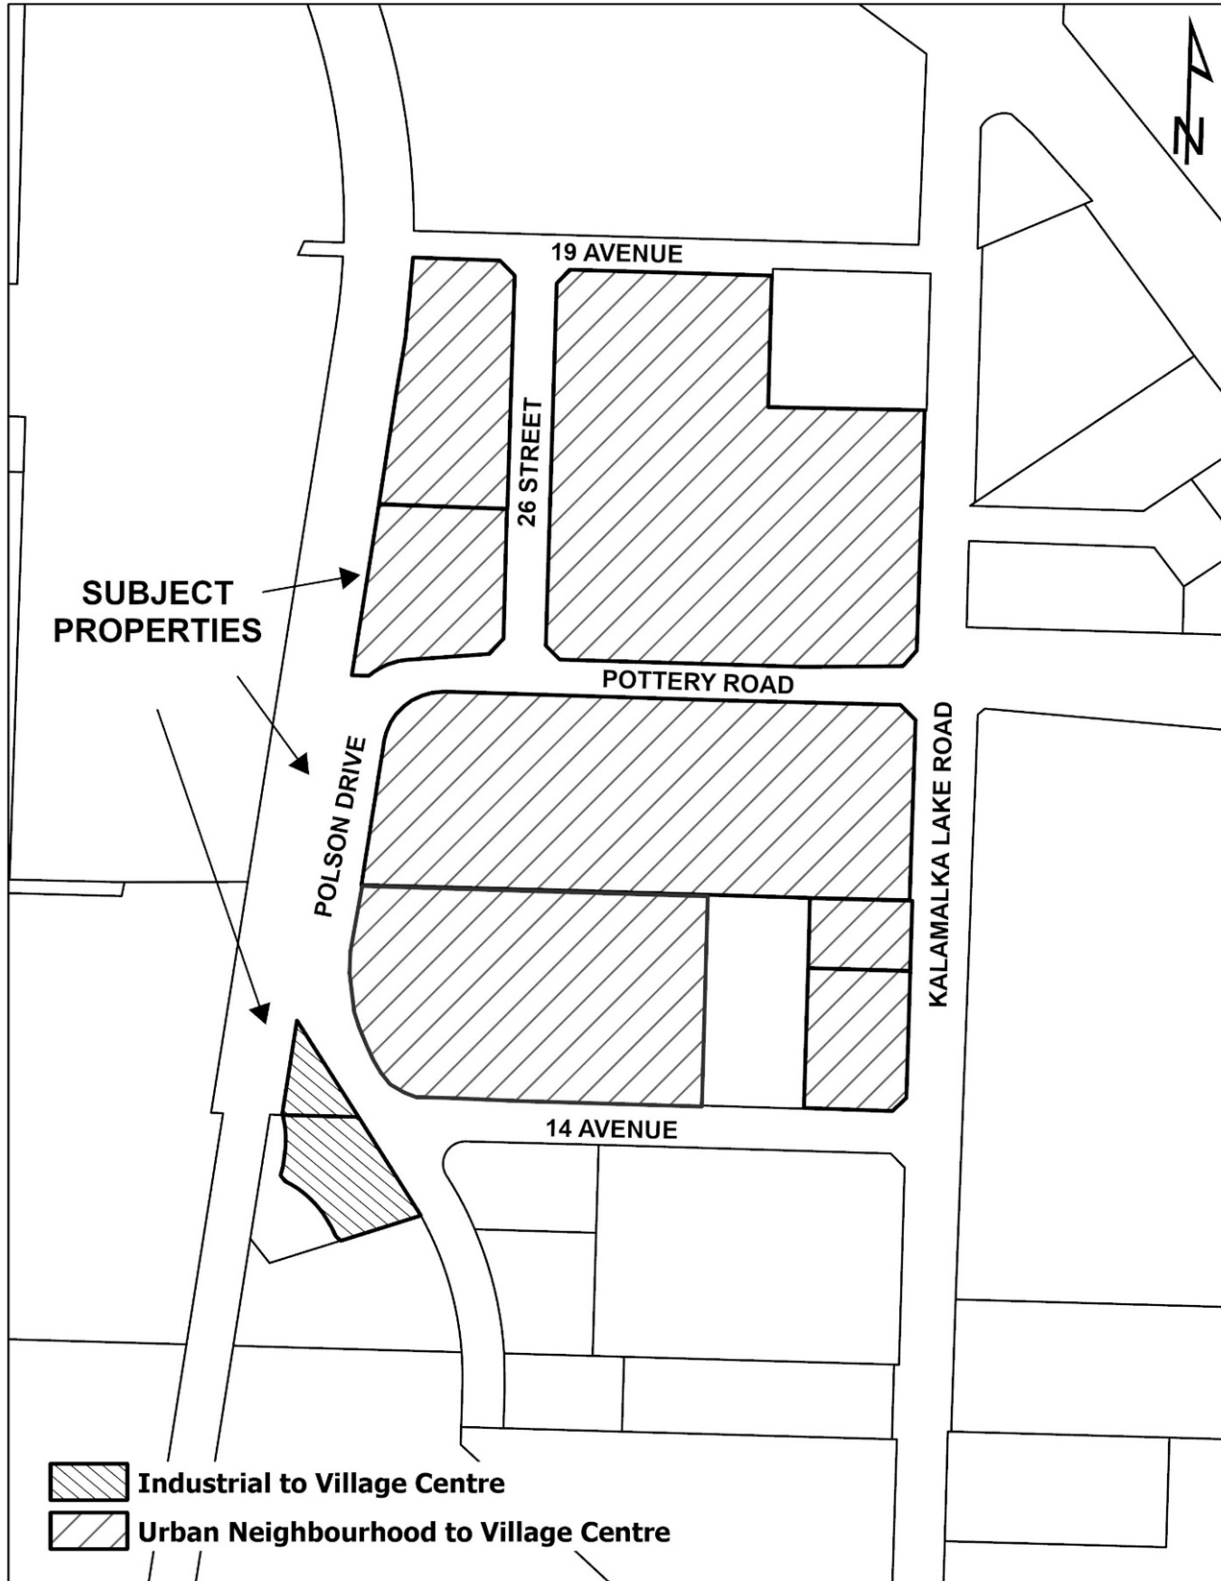 N
19 AVENUE
26 STREET
SUBJECT
PROPERTIES
POTTERY ROAD
POLSON DRIVE
KALAMALKA LAKE ROAD
14 AVENUE
Industrial to Village Centre
Urban Neighbourhood to Village Centre